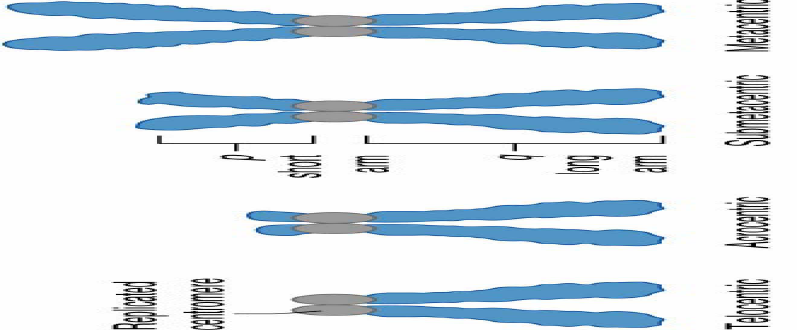 Metacentric
Submetacentric
p
short
arm
q
long
arm
Acrocentric
Telocentric
Replicated
centromere